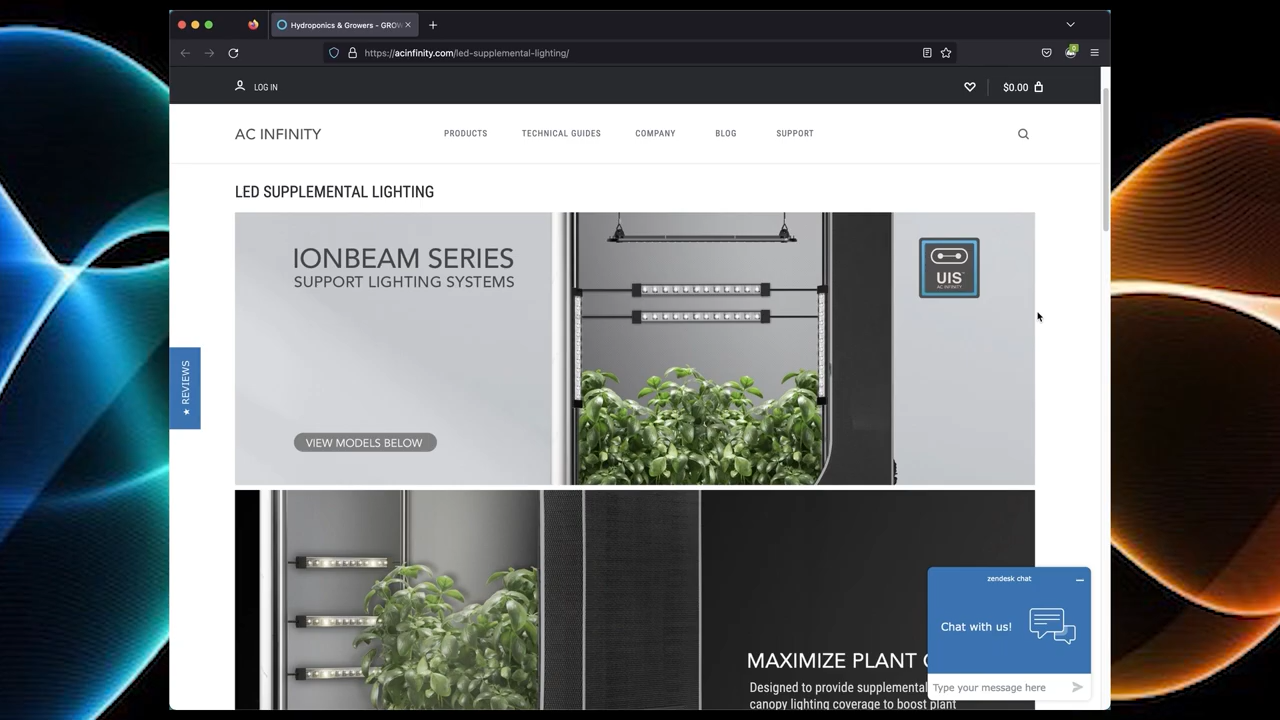 Hydroponics & Growers - GROW
https://acinfinity.com/led-supplemental-lighting/
LOG IN
$0.00
AC INFINITY
PRODUCTS
TECHNICAL GUIDES
COMPANY
BLOG
SUPPORT
LED SUPPLEMENTAL LIGHTING
IONBEAM SERIES
SUPPORT LIGHTING SYSTEMS
UIS
AC INFINITY
★ REVIEWS
VIEW MODELS BELOW
zendesk chat
Chat with us!
MAXIMIZE PLANT
Designed to provide supplemental
canopy lighting coverage to boost plant
Type your message here